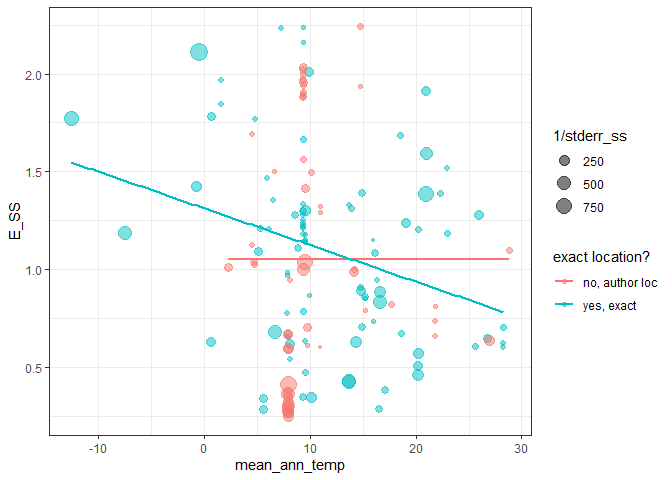 2.0
1.5
1.0
0.5
E_SS
-10
0
10
20
30
mean_ann_temp
1/stderr_ss
250
500
750
exact location?
no, author loc
yes, exact